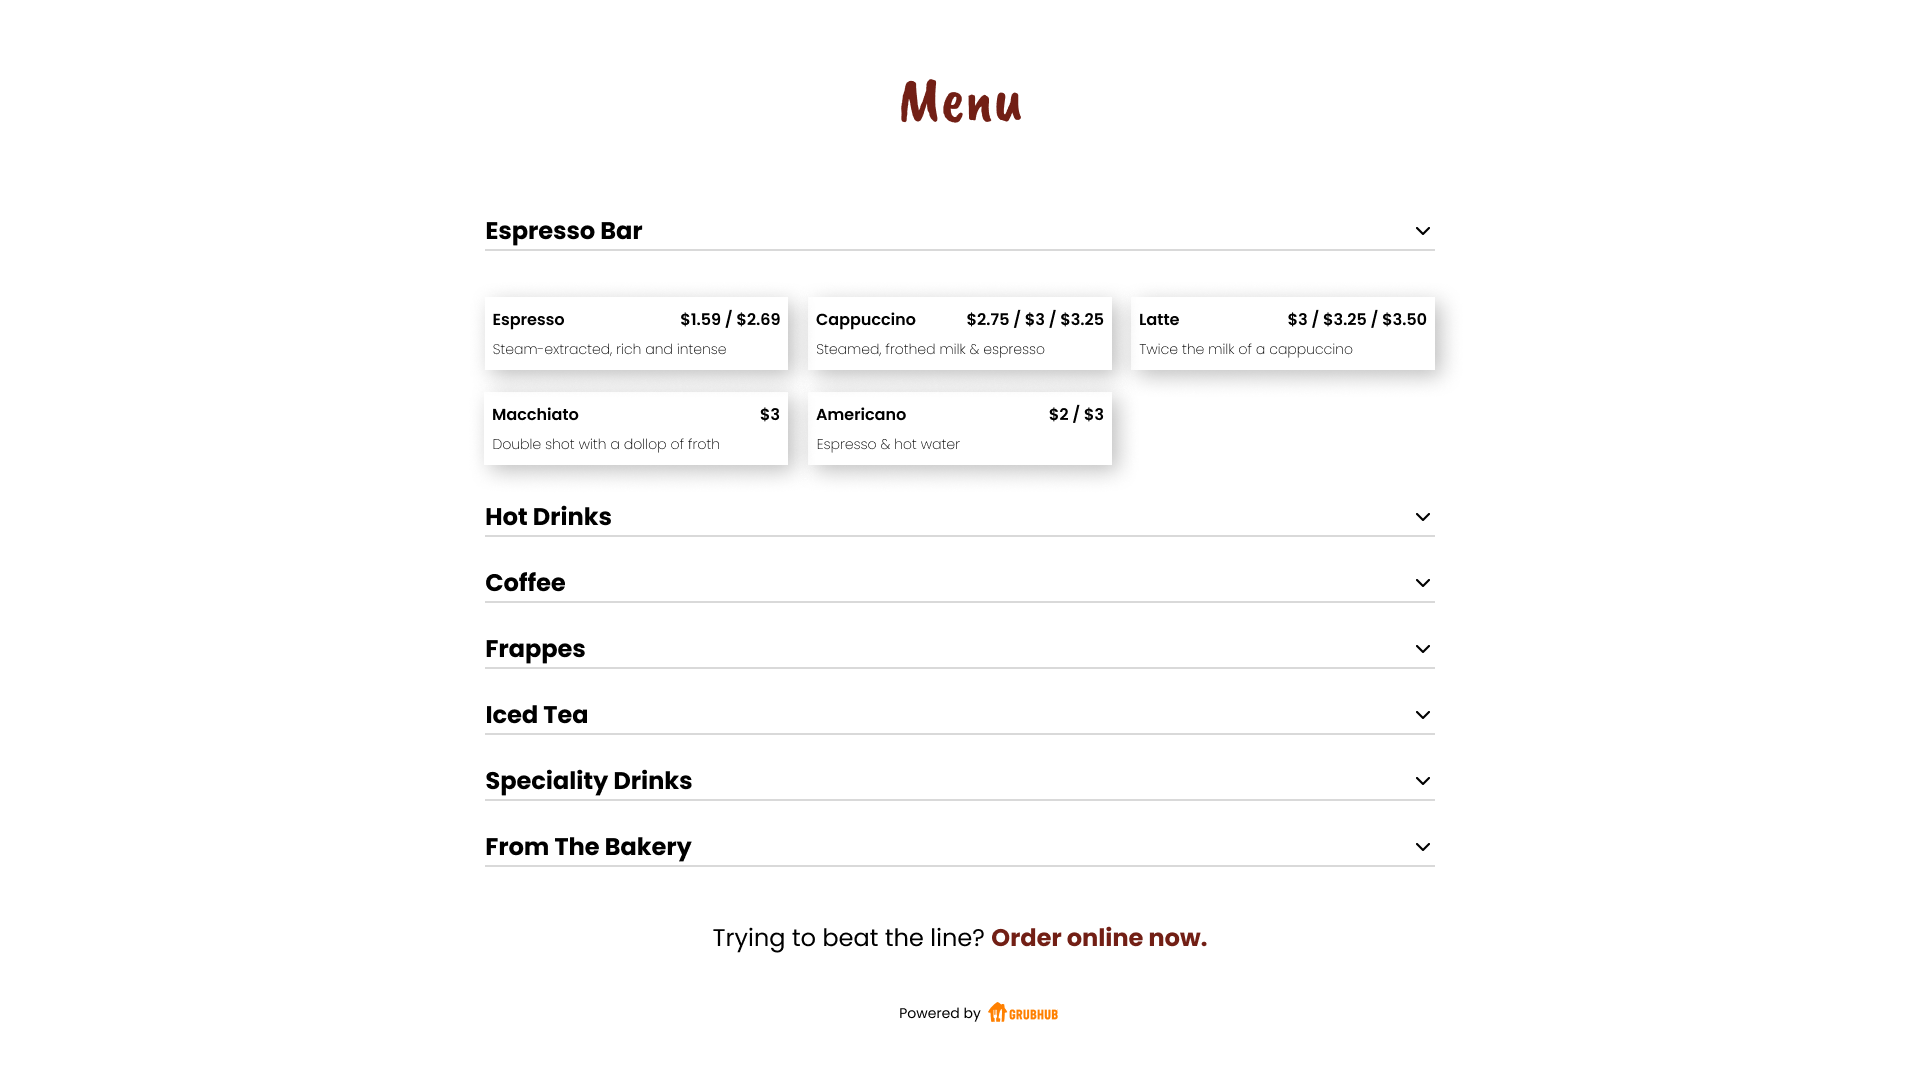 Menu
Espresso Bar
Espresso $1.59 / $2.69
Steam-extracted, rich and intense
Cappuccino $2.75 / $3 / $3.25
Steamed, frothed milk & espresso
Latte $3 / $3.25 / $3.50
Twice the milk of a cappuccino
Macchiato $3
Double shot with a dollop of froth
Americano $2 / $3
Espresso & hot water
Hot Drinks
Coffee
Frappes
Iced Tea
Speciality Drinks
From The Bakery
Trying to beat the line? Order online now.
Powered by GRUBHUB